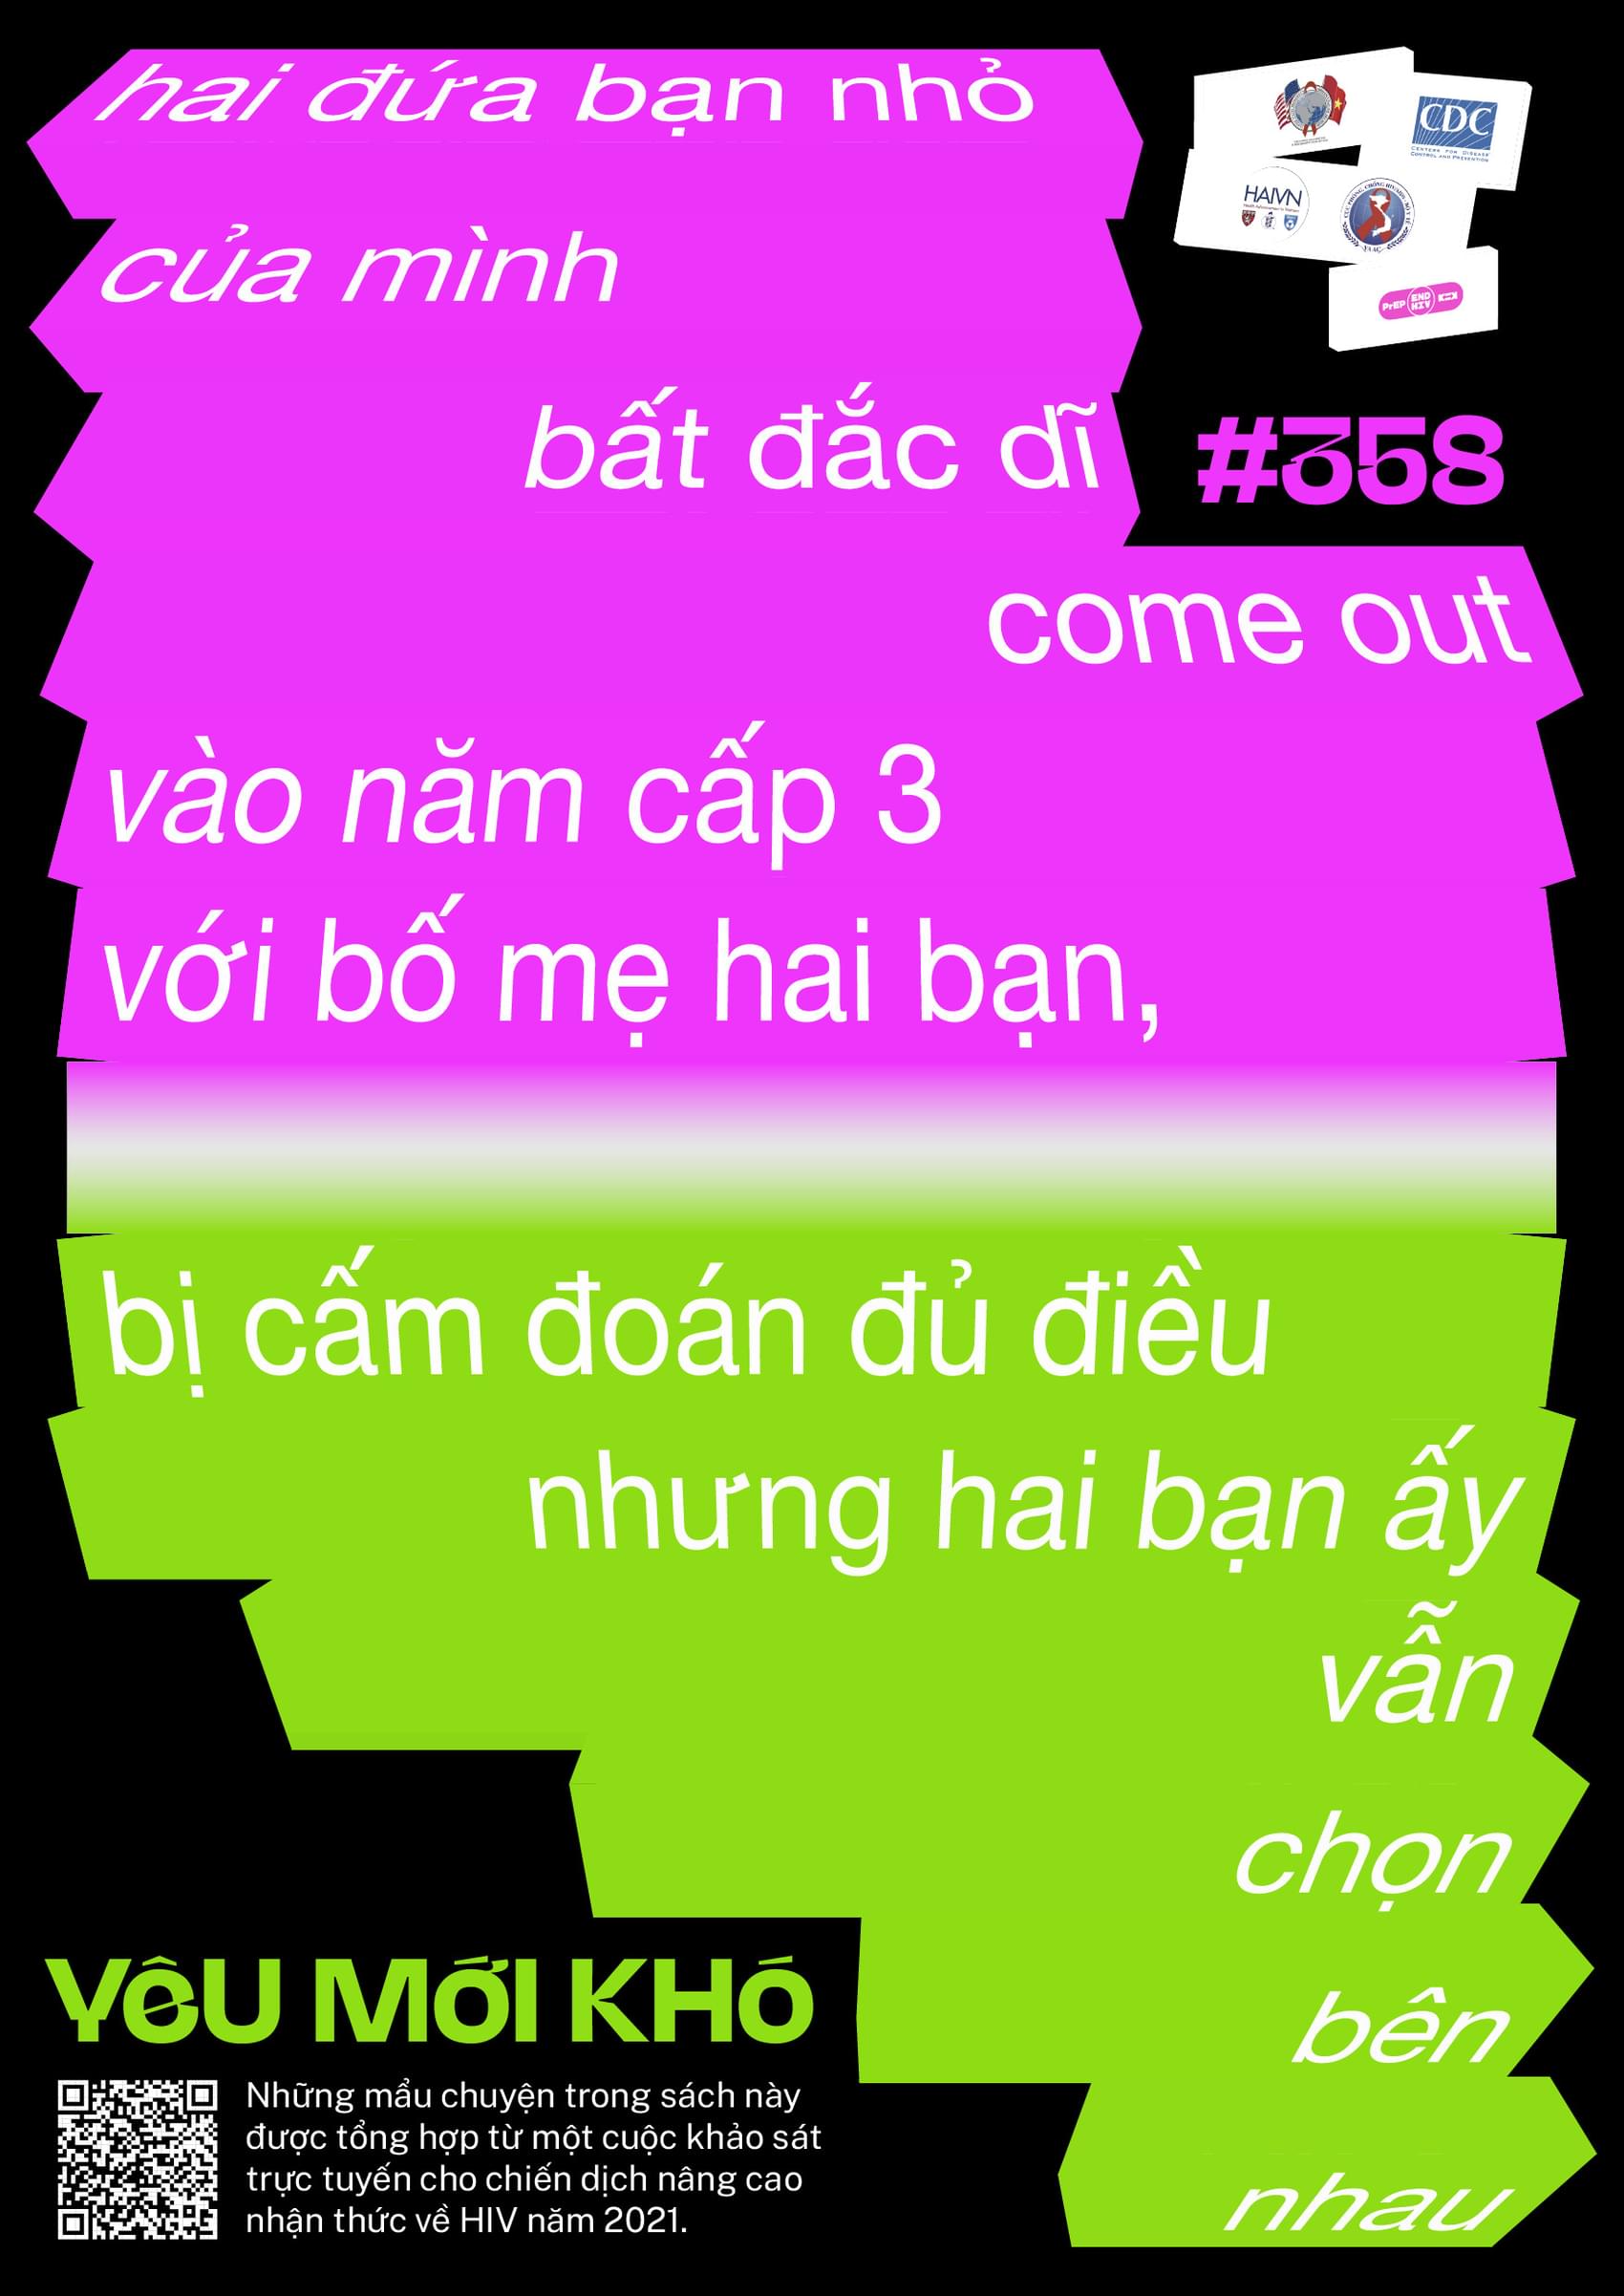 hai đứa bạn nhỏ
của mình
bất đắc dĩ
come out
vào năm cấp 3
với bố mẹ hai bạn,
bị cấm đoán đủ điều
nhưng hai bạn ấy
vẫn
chọn
bên
nhau
CDC
CENTERS FOR DISEASE
CONTROL AND PREVENTION
HAIVN
VAAC
PrEP END HIV
#358
YêU MớI KHó
Những mẩu chuyện trong sách này
được tổng hợp từ một cuộc khảo sát
trực tuyến cho chiến dịch nâng cao
nhận thức về HIV năm 2021.